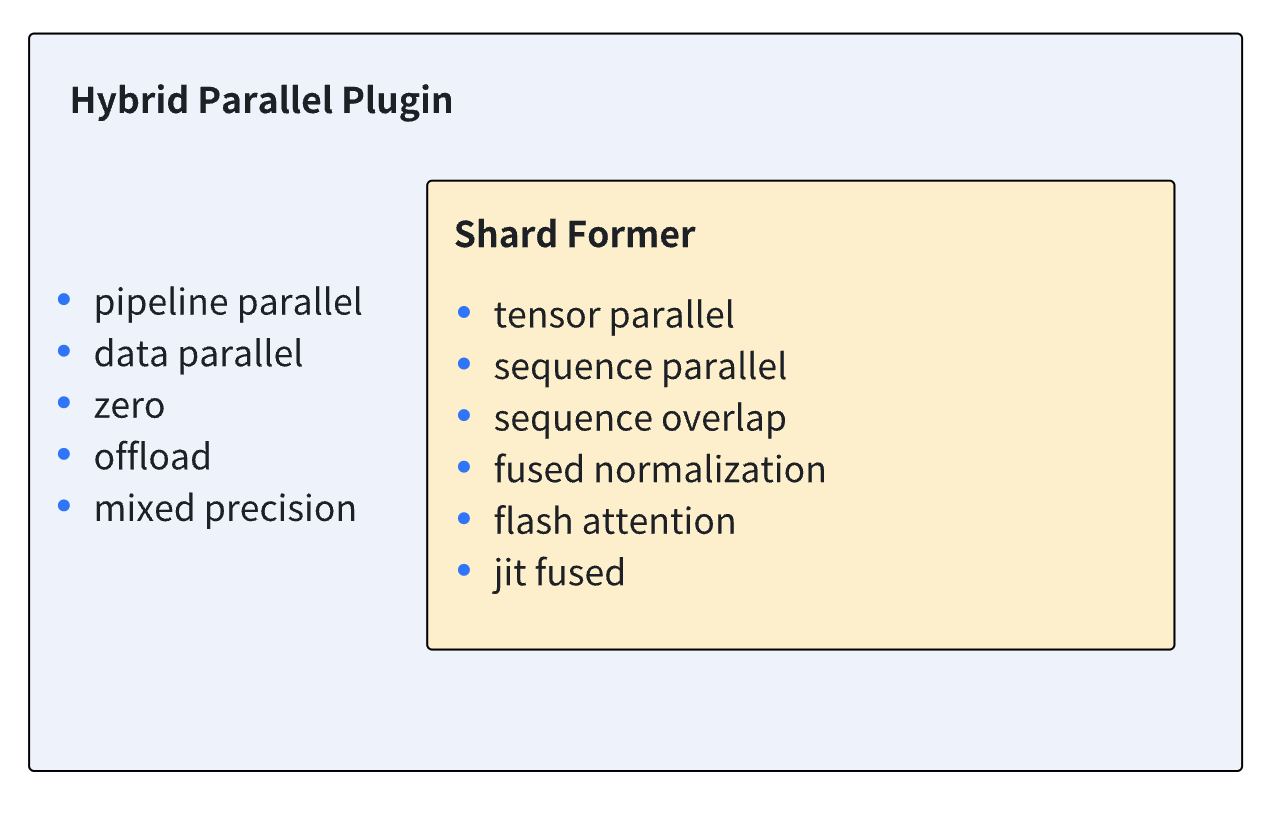 Hybrid Parallel Plugin
pipeline parallel
data parallel
zero
offload
mixed precision
Shard Former
tensor parallel
sequence parallel
sequence overlap
fused normalization
flash attention
jit fused